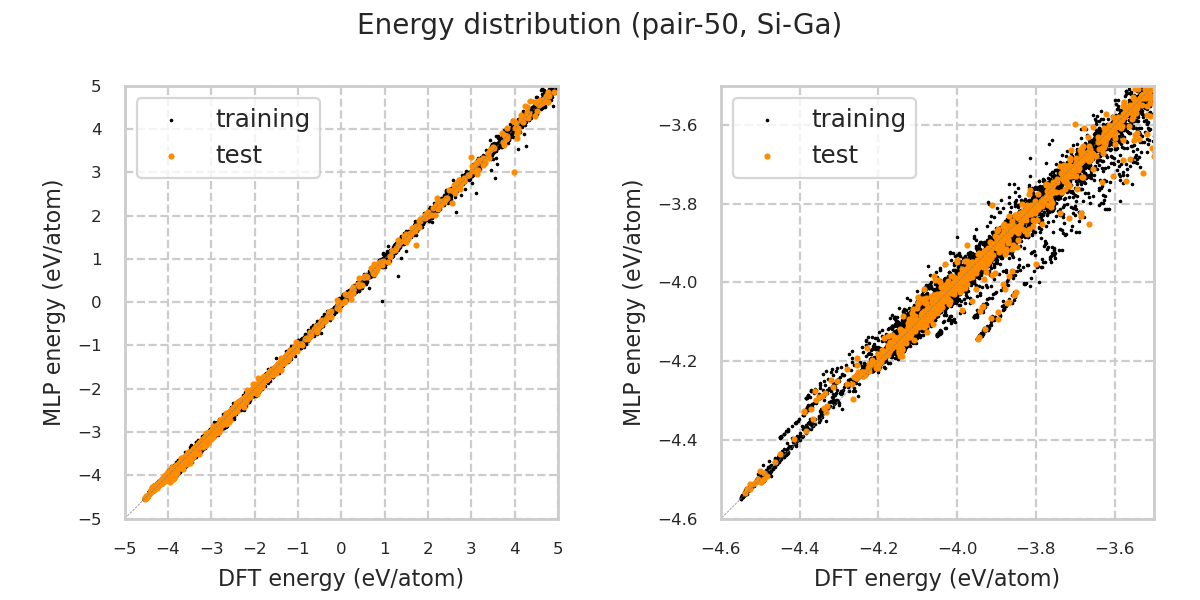 Energy distribution (pair-50, Si-Ga)
training
test
5
4
3
2
1
0
−1
−2
−3
−4
−5
−5 −4 −3 −2 −1 0 1 2 3 4 5
MLP energy (eV/atom)
DFT energy (eV/atom)
training
test
−3.6
−3.8
−4.0
−4.2
−4.4
−4.6
−4.6 −4.4 −4.2 −4.0 −3.8 −3.6
MLP energy (eV/atom)
DFT energy (eV/atom)